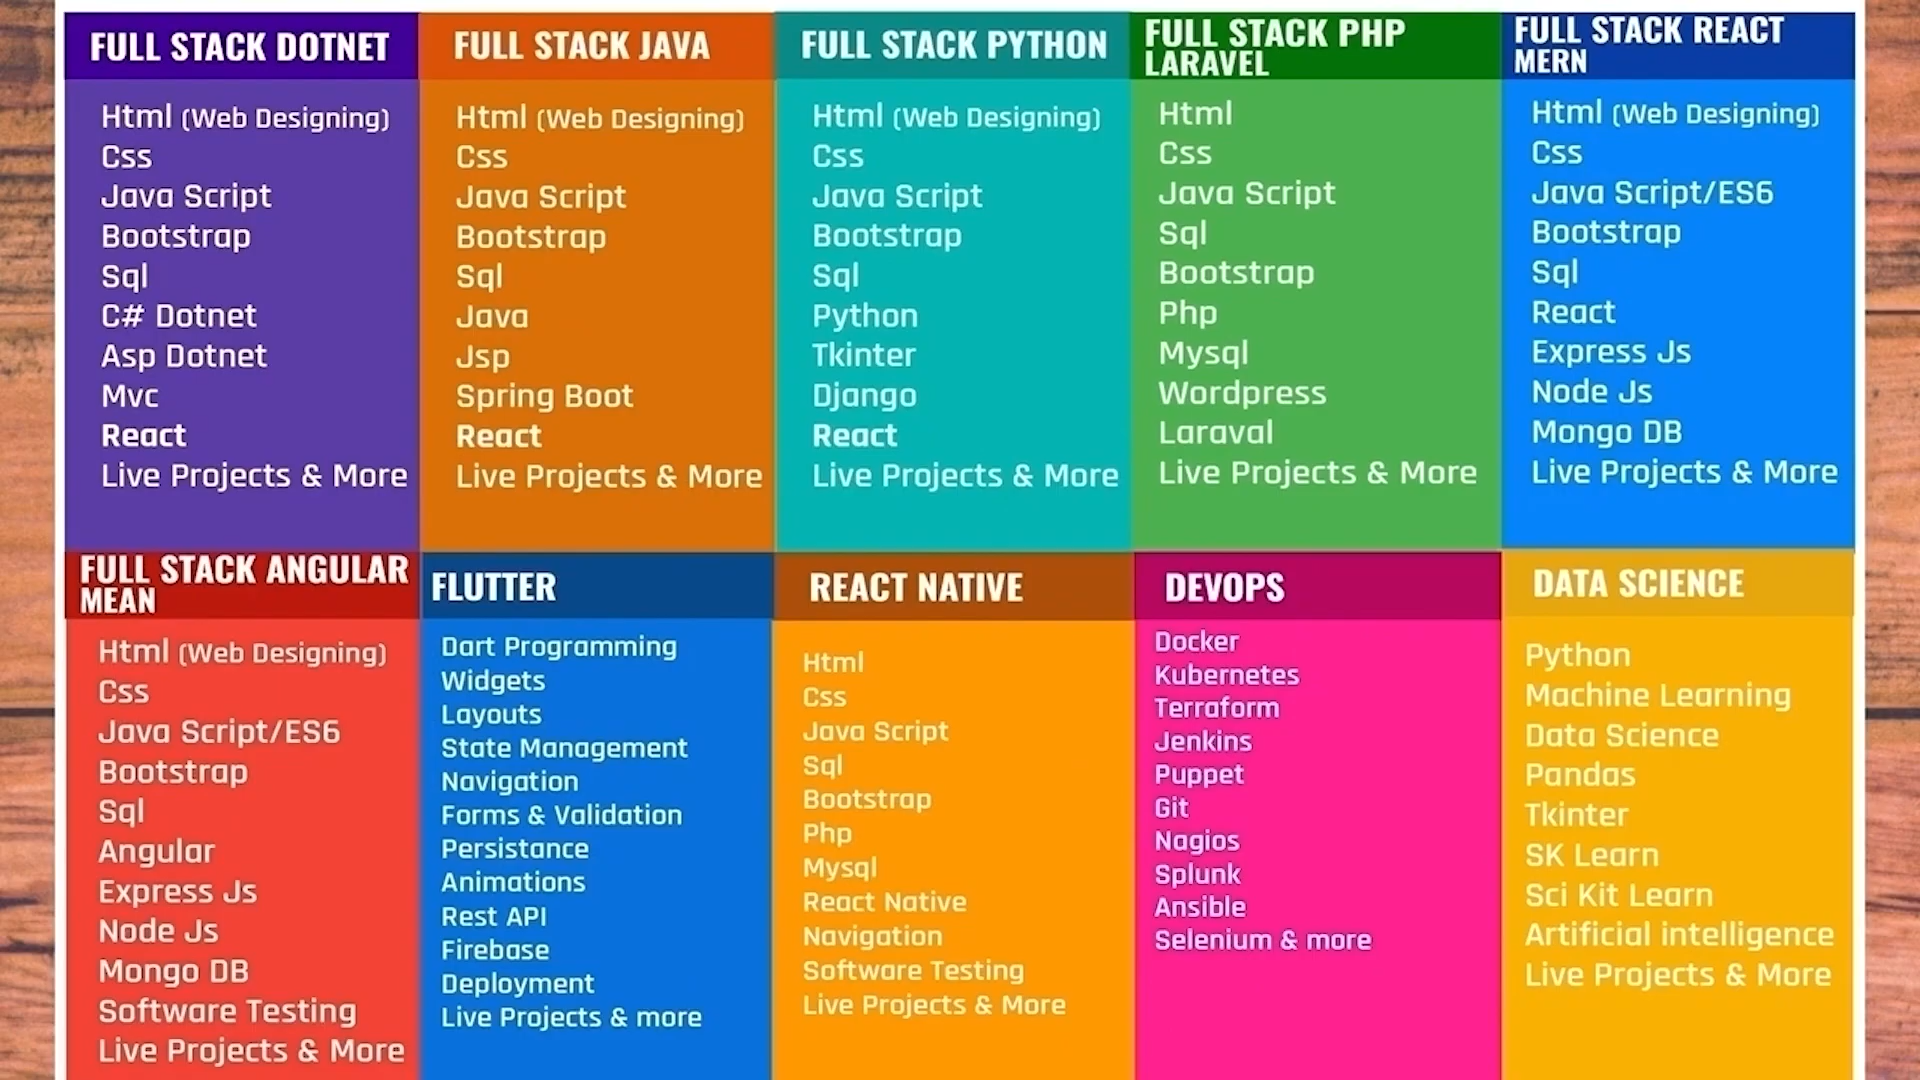 FULL STACK DOTNET
Html (Web Designing)
Css
Java Script
Bootstrap
Sql
C# Dotnet
Asp Dotnet
Mvc
React
Live Projects & More
FULL STACK JAVA
Html (Web Designing)
Css
Java Script
Bootstrap
Sql
Java
Jsp
Spring Boot
React
Live Projects & More
FULL STACK PYTHON
Html (Web Designing)
Css
Java Script
Bootstrap
Sql
Python
Tkinter
Django
React
Live Projects & More
FULL STACK PHP
LARAVEL
Html
Css
Java Script
Sql
Bootstrap
Php
Mysql
Wordpress
Laraval
Live Projects & More
FULL STACK REACT
MERN
Html (Web Designing)
Css
Java Script/ES6
Bootstrap
Sql
React
Express Js
Node Js
Mongo DB
Live Projects & More
FULL STACK ANGULAR
MEAN
Html (Web Designing)
Css
Java Script/ES6
Bootstrap
Sql
Angular
Express Js
Node Js
Mongo DB
Software Testing
Live Projects & More
FLUTTER
Dart Programming
Widgets
Layouts
State Management
Navigation
Forms & Validation
Persistance
Animations
Rest API
Firebase
Deployment
Live Projects & more
REACT NATIVE
Html
Css
Java Script
Sql
Bootstrap
Php
Mysql
React Native
Navigation
Software Testing
Live Projects & More
DEVOPS
Docker
Kubernetes
Terraform
Jenkins
Puppet
Git
Nagios
Splunk
Ansible
Selenium & more
DATA SCIENCE
Python
Machine Learning
Data Science
Pandas
Tkinter
SK Learn
Sci Kit Learn
Artificial intelligence
Live Projects & More